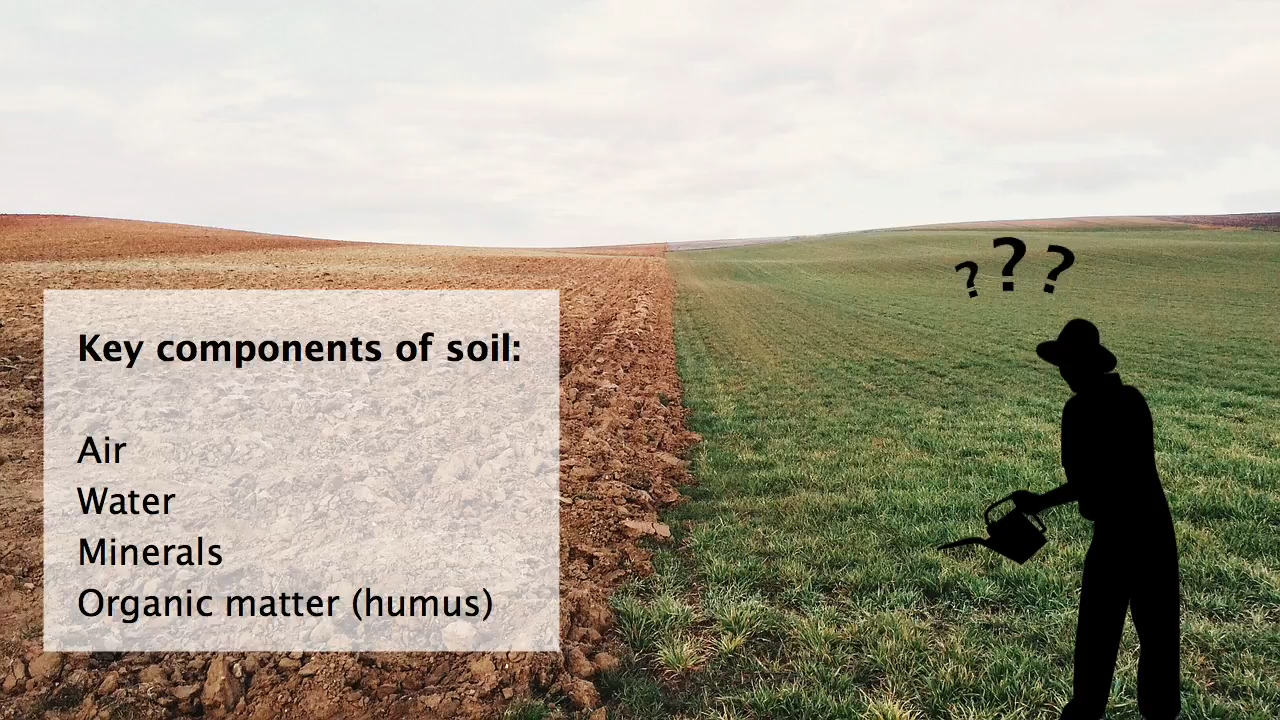 ? ? ?
Key components of soil:
Air
Water
Minerals
Organic matter (humus)